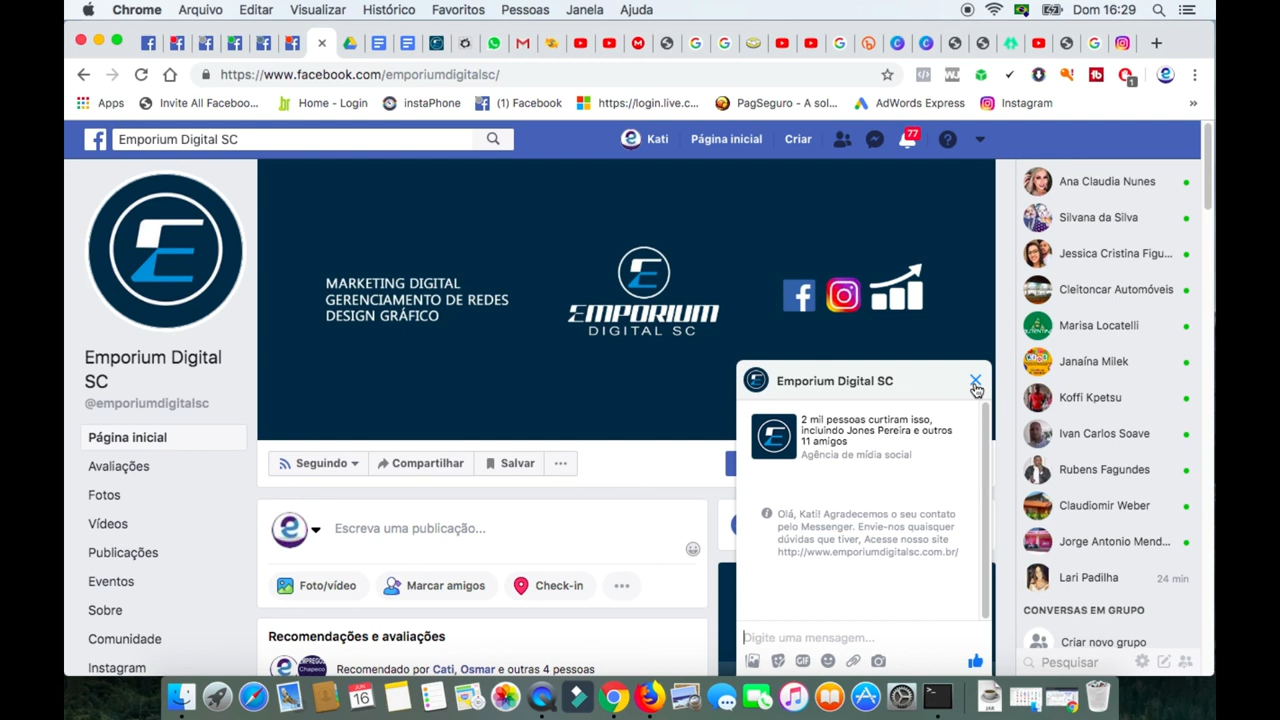 Chrome Arquivo Editar Visualizar Histórico Favoritos Pessoas Janela Ajuda Dom 16:29
https://www.facebook.com/emporiumdigitalsc/
Apps Invite All Faceboo... Home - Login instaPhone (1) Facebook https://login.live.c... PagSeguro - A sol... AdWords Express Instagram »
Emporium Digital SC Kati Página inicial Criar 77
MARKETING DIGITAL
GERENCIAMENTO DE REDES
DESIGN GRÁFICO
EMPORIUM
DIGITAL SC
Emporium Digital
SC
@emporiumdigitalsc
Página inicial
Avaliações
Fotos
Vídeos
Publicações
Eventos
Sobre
Comunidade
Instagram
Seguindo Compartilhar Salvar ...
Escreva uma publicação...
Foto/vídeo Marcar amigos Check-in ...
Recomendações e avaliações
Recomendado por Cati, Osmar e outras 4 pessoas
Emporium Digital SC
2 mil pessoas curtiram isso,
incluindo Jones Pereira e outros
11 amigos
Agência de mídia social
Olá, Kati! Agradecemos o seu contato
pelo Messenger. Envie-nos quaisquer
dúvidas que tiver, Acesse nosso site
http://www.emporiumdigitalsc.com.br/
Digite uma mensagem...
GIF
Ana Claudia Nunes
Silvana da Silva
Jessica Cristina Figu...
Cleitoncar Automóveis
Marisa Locatelli
Janaína Milek
Koffi Kpetsu
Ivan Carlos Soave
Rubens Fagundes
Claudiomir Weber
Jorge Antonio Mend...
Lari Padilha 24 min
CONVERSAS EM GRUPO
Criar novo grupo
Pesquisar